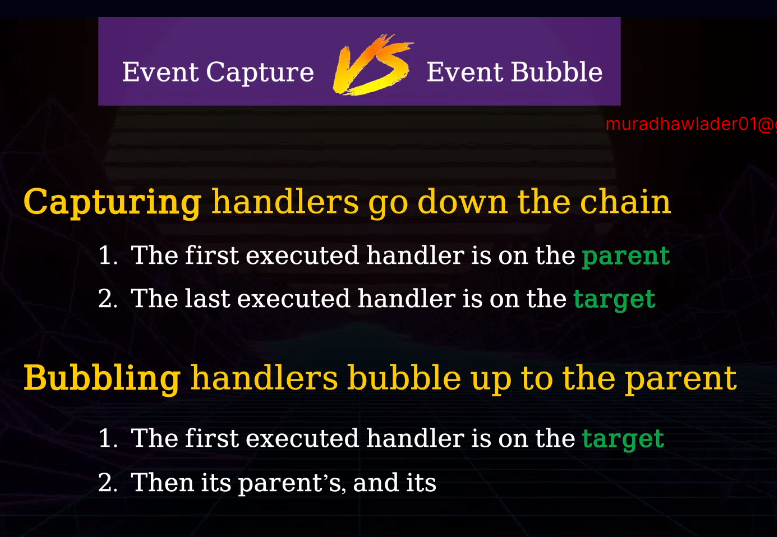 Event Capture VS Event Bubble
muradhawlader01@
Capturing handlers go down the chain
1. The first executed handler is on the parent
2. The last executed handler is on the target
Bubbling handlers bubble up to the parent
1. The first executed handler is on the target
2. Then its parent’s, and its